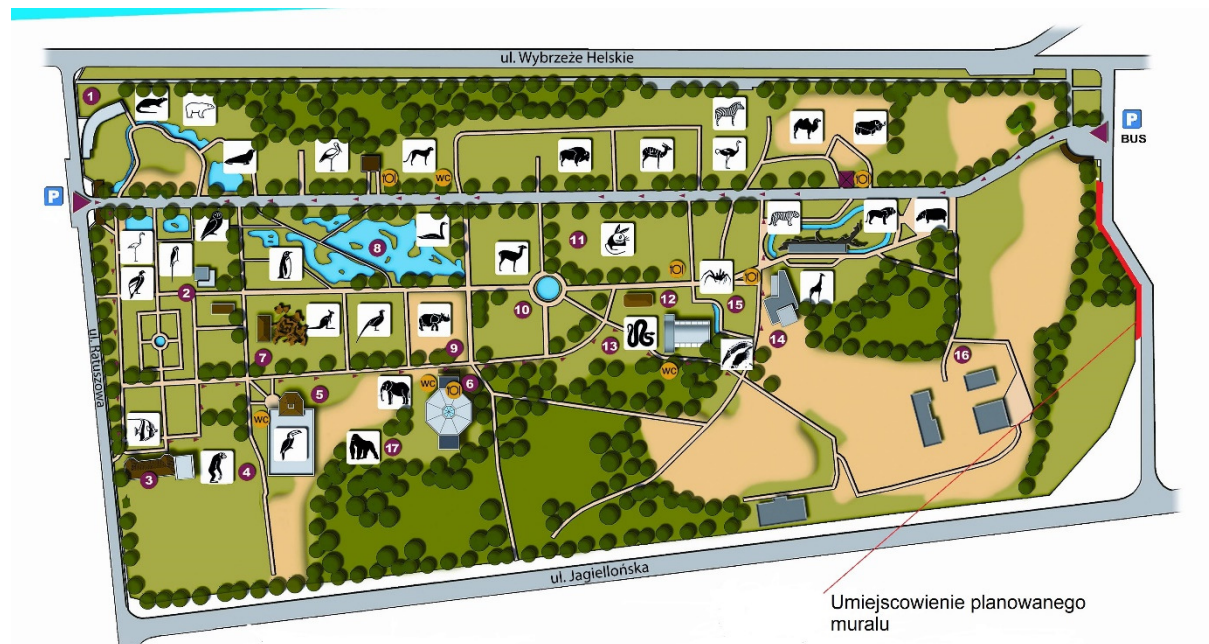 ul. Wybrzeże Helskie
1
P
BUS
WC
P
8
11
2
12
15
10
13
14
7
9
16
WC
6
WC
5
WC
17
4
3
ul. Ratuszowa
ul. Jagiellońska
Umiejscowienie planowanego
muralu